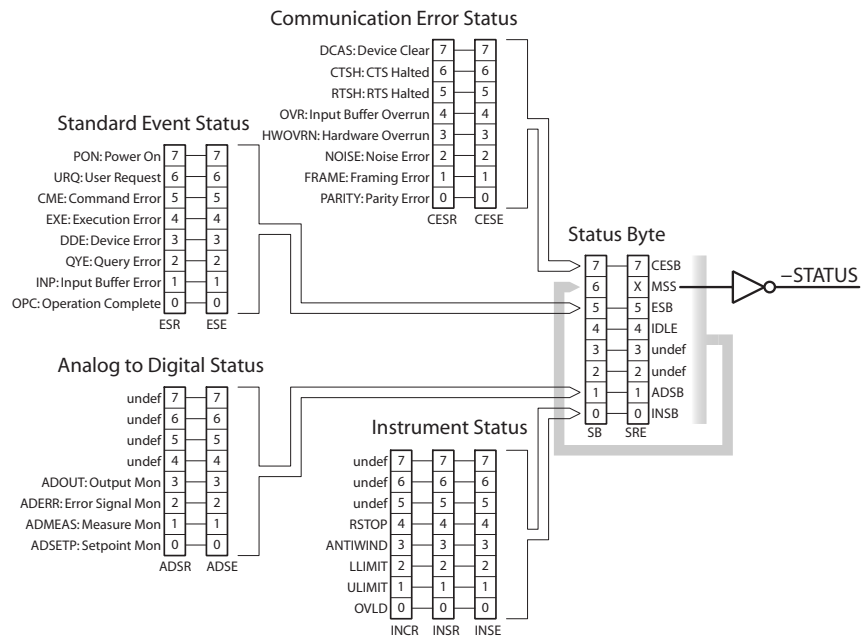 Communication Error Status
DCAS: Device Clear 7 7
CTSH: CTS Halted 6 6
RTSH: RTS Halted 5 5
OVR: Input Buffer Overrun 4 4
HWOVRN: Hardware Overrun 3 3
NOISE: Noise Error 2 2
FRAME: Framing Error 1 1
PARITY: Parity Error 0 0
CESR CESE
Standard Event Status
PON: Power On 7 7
URQ: User Request 6 6
CME: Command Error 5 5
EXE: Execution Error 4 4
DDE: Device Error 3 3
QYE: Query Error 2 2
INP: Input Buffer Error 1 1
OPC: Operation Complete 0 0
ESR ESE
Status Byte
7 7 CESB
6 X MSS
5 5 ESB
4 4 IDLE
3 3 undef
2 2 undef
1 1 ADSB
0 0 INSB
SB SRE
–STATUS
Analog to Digital Status
undef 7 7
undef 6 6
undef 5 5
undef 4 4
ADOUT: Output Mon 3 3
ADERR: Error Signal Mon 2 2
ADMEAS: Measure Mon 1 1
ADSETP: Setpoint Mon 0 0
ADSR ADSE
Instrument Status
undef 7 7 7
undef 6 6 6
undef 5 5 5
RSTOP 4 4 4
ANTIWIND 3 3 3
LLIMIT 2 2 2
ULIMIT 1 1 1
OVLD 0 0 0
INCR INSR INSE